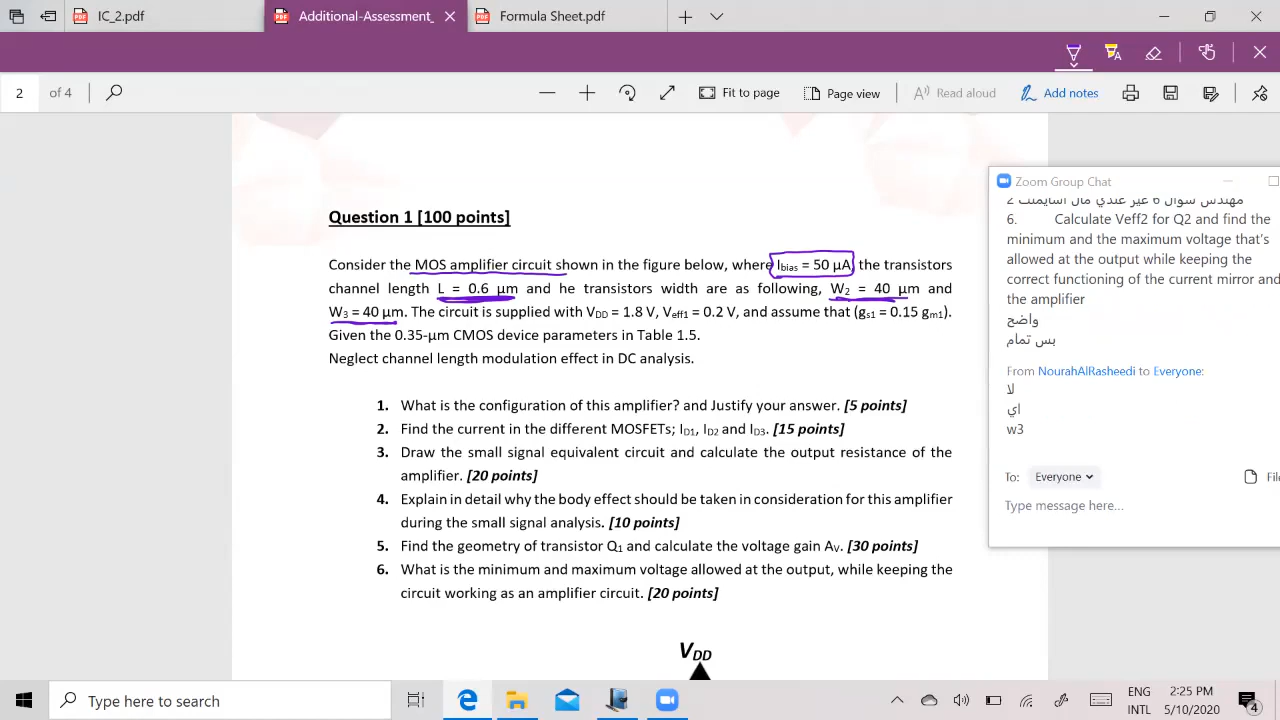 IC_2.pdf
Additional-Assessment_
Formula Sheet.pdf
2 of 4
Fit to page
Page view
Read aloud
Add notes
Question 1 [100 points]
Consider the MOS amplifier circuit shown in the figure below, where Ibias = 50 µA, the transistors
channel length L = 0.6 µm and he transistors width are as following, W2 = 40 µm and
W3 = 40 µm. The circuit is supplied with VDD = 1.8 V, Veff1 = 0.2 V, and assume that (gs1 = 0.15 gm1).
Given the 0.35-µm CMOS device parameters in Table 1.5.
Neglect channel length modulation effect in DC analysis.
1. What is the configuration of this amplifier? and Justify your answer. [5 points]
2. Find the current in the different MOSFETs; ID1, ID2 and ID3. [15 points]
3. Draw the small signal equivalent circuit and calculate the output resistance of the
amplifier. [20 points]
4. Explain in detail why the body effect should be taken in consideration for this amplifier
during the small signal analysis. [10 points]
5. Find the geometry of transistor Q1 and calculate the voltage gain AV. [30 points]
6. What is the minimum and maximum voltage allowed at the output, while keeping the
circuit working as an amplifier circuit. [20 points]
VDD
Zoom Group Chat
مهندس سوال 6 غير عندي مال اسايمنت 2
6. Calculate Veff2 for Q2 and find the
minimum and the maximum voltage that's
allowed at the output while keeping the
correct functioning of the current mirror and
the amplifier
واضح
بس تمام
From NourahAlRasheedi to Everyone:
لا
اي
w3
To: Everyone
File
Type message here...
Type here to search
ENG
INTL
2:25 PM
5/10/2020
4